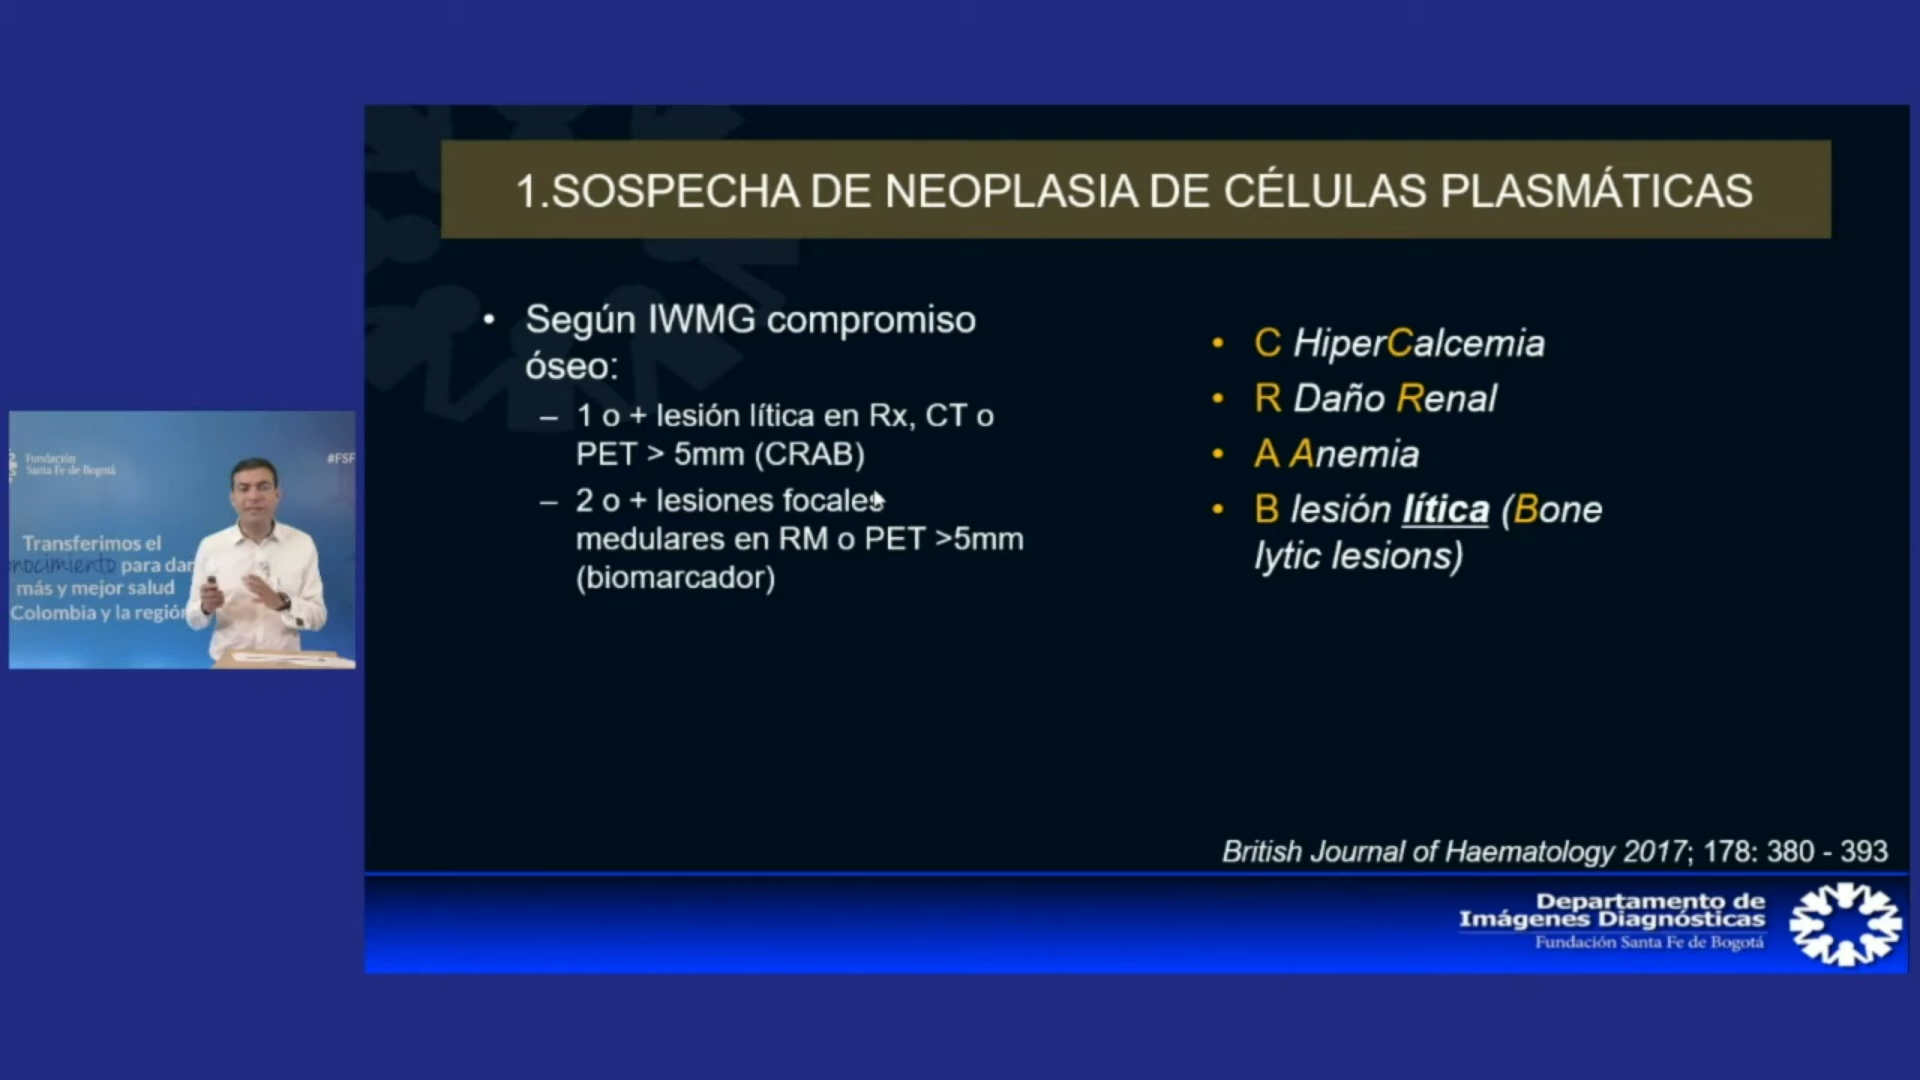 1.SOSPECHA DE NEOPLASIA DE CÉLULAS PLASMÁTICAS
• Según IWMG compromiso
óseo:
– 1 o + lesión lítica en Rx, CT o
PET > 5mm (CRAB)
– 2 o + lesiones focales
medulares en RM o PET >5mm
(biomarcador)
• C HiperCalcemia
• R Daño Renal
• A Anemia
• B lesión lítica (Bone
lytic lesions)
British Journal of Haematology 2017; 178: 380 - 393
Departamento de
Imágenes Diagnósticas
Fundación Santa Fe de Bogotá
Fundación
Santa Fe de Bogotá
#FSF
Transferimos el
nocimiento para dar
más y mejor salud
Colombia y la región